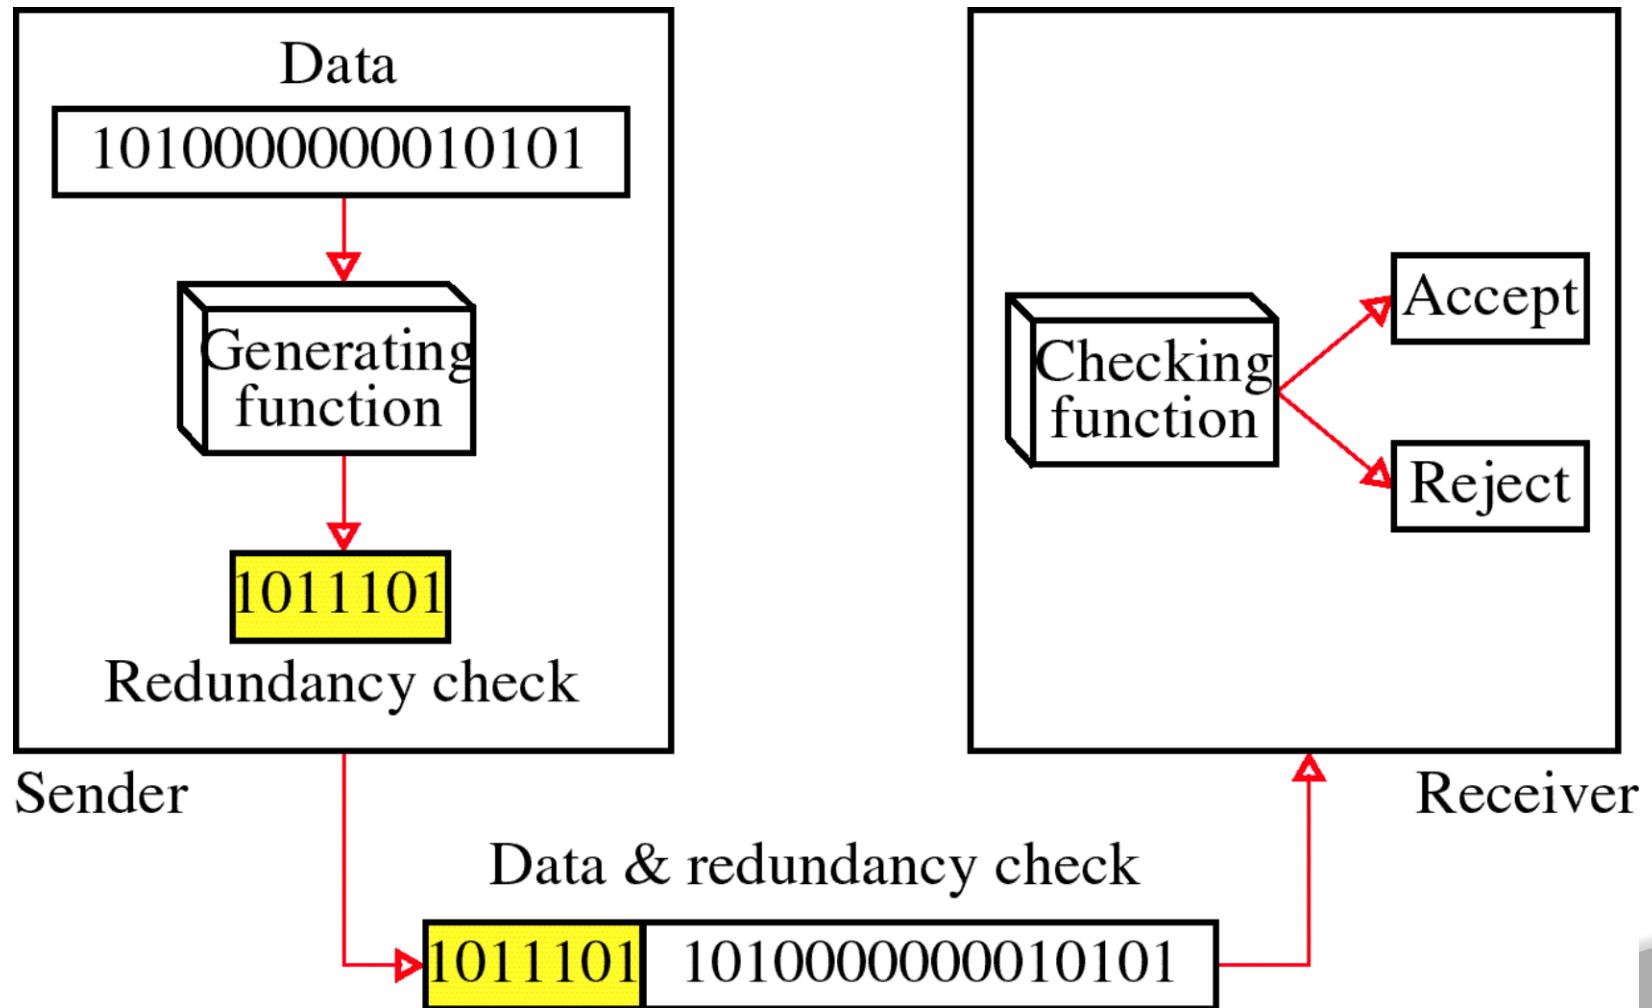 Data
1010000000010101
Generating
function
1011101
Redundancy check
Sender
Checking
function
Accept
Reject
Receiver
Data & redundancy check
1011101 1010000000010101